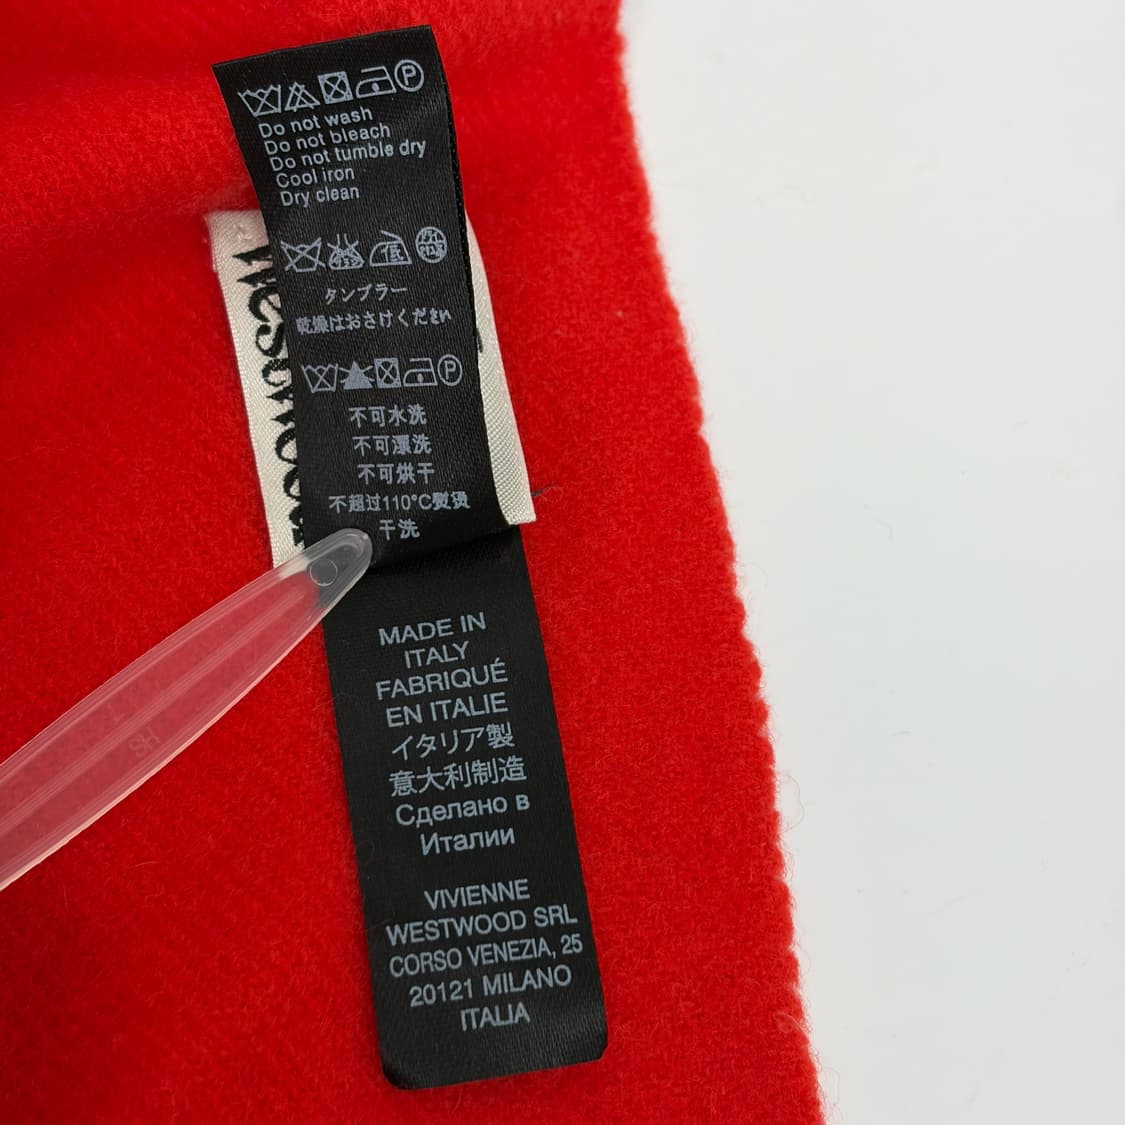 Do not wash
Do not bleach
Do not tumble dry
Cool iron
Dry clean
低
タンブラー
乾燥はおさけください
不可水洗
不可漂洗
不可烘干
不超过110°C熨烫
干洗
MADE IN
ITALY
FABRIQUÉ
EN ITALIE
イタリア製
意大利制造
Сделано в
Италии
VIVIENNE
WESTWOOD SRL
CORSO VENEZIA, 25
20121 MILANO
ITALIA